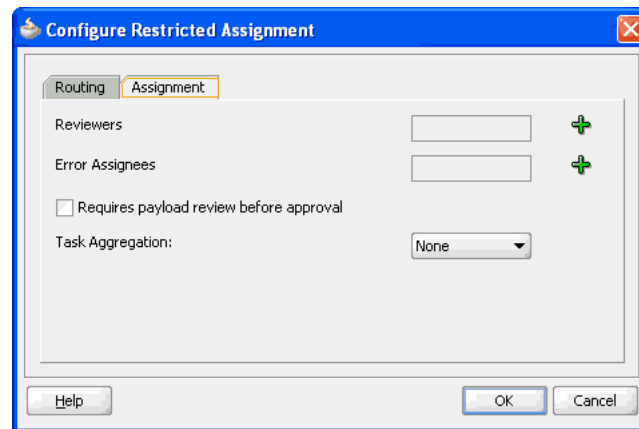 Configure Restricted Assignment
Routing
Assignment
Reviewers
Error Assignees
Requires payload review before approval
Task Aggregation:
None
Help
OK
Cancel